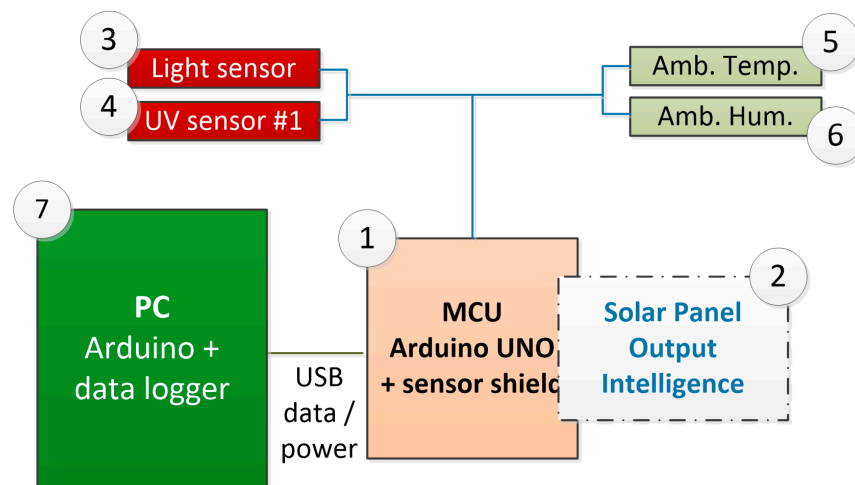 3
Light sensor
4
UV sensor #1
5
Amb. Temp.
Amb. Hum.
6
7
PC
Arduino +
data logger
USB
data /
power
1
MCU
Arduino UNO
+ sensor shield
2
Solar Panel
Output
Intelligence